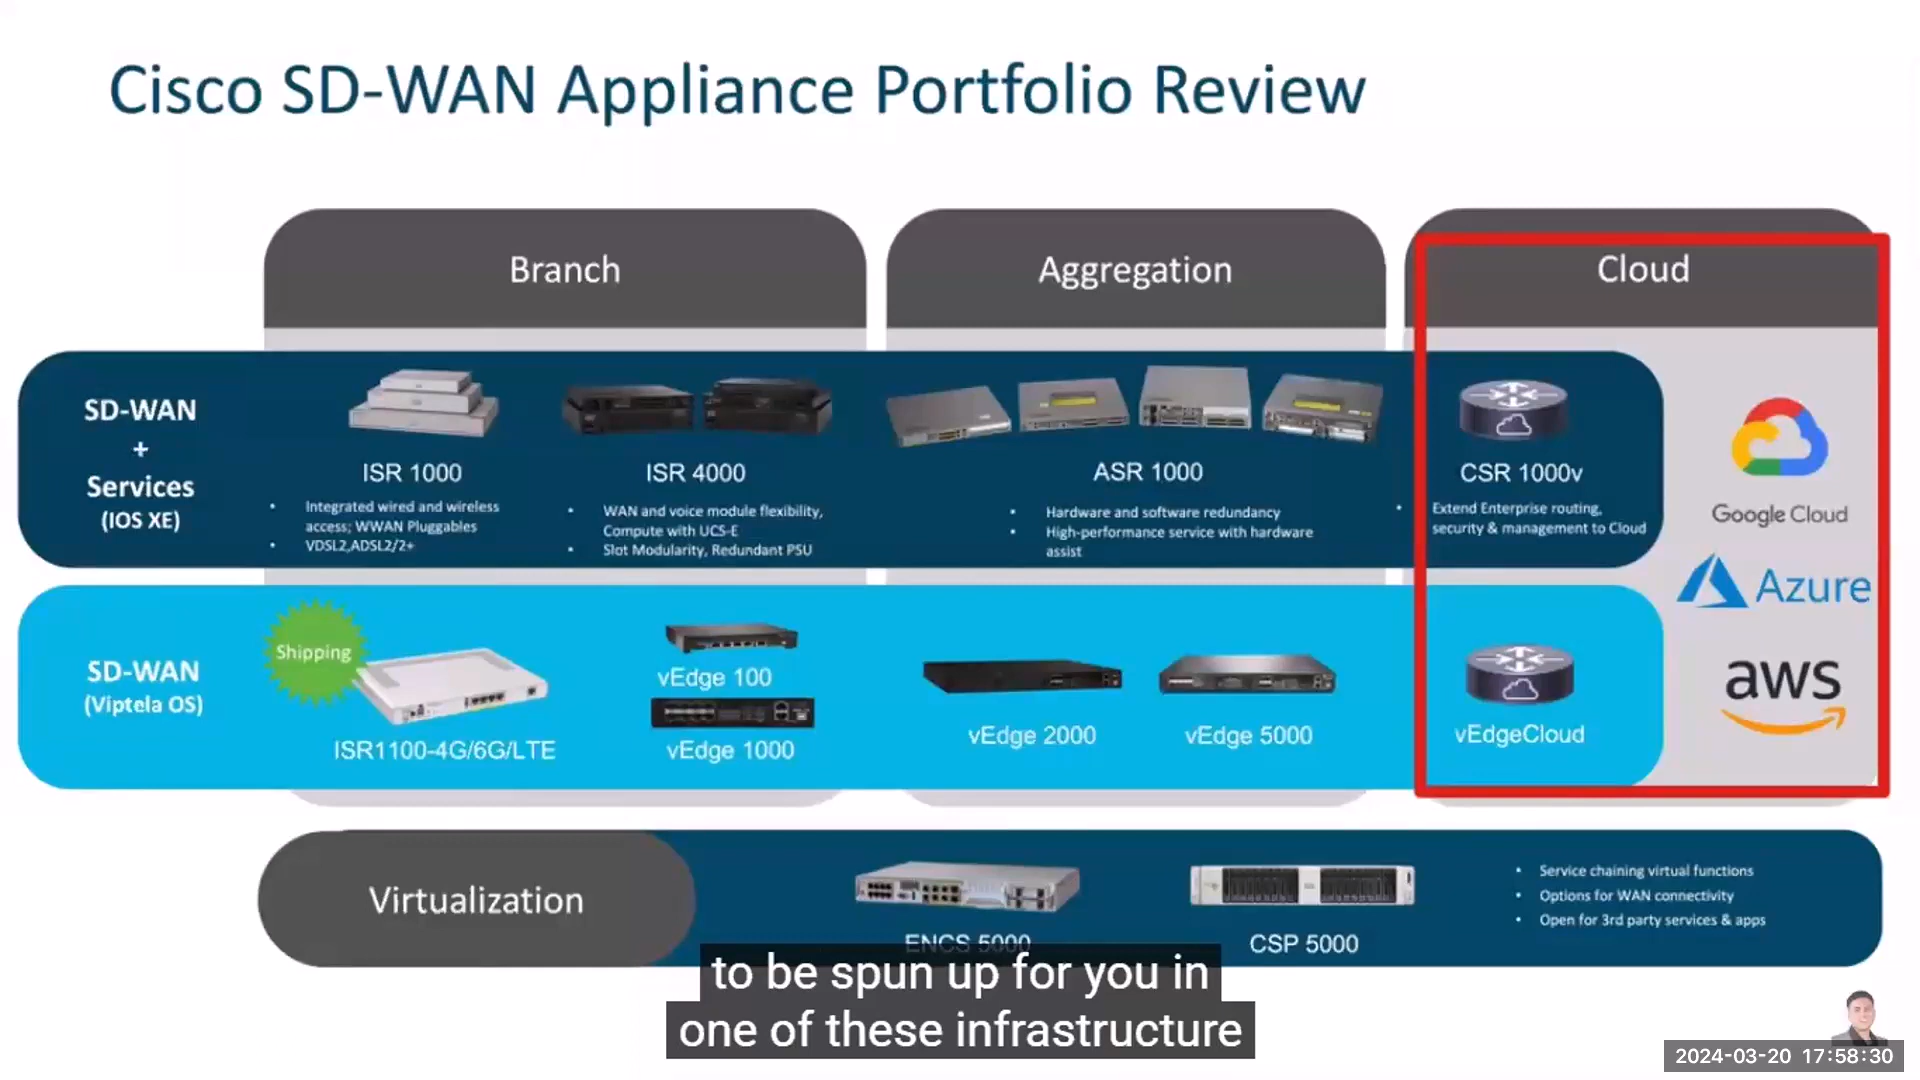 Cisco SD-WAN Appliance Portfolio Review
Branch
Aggregation
Cloud
SD-WAN
+
Services
(IOS XE)
ISR 1000
• Integrated wired and wireless
access; WWAN Pluggables
• VDSL2,ADSL2/2+
ISR 4000
• WAN and voice module flexibility,
Compute with UCS-E
• Slot Modularity, Redundant PSU
ASR 1000
• Hardware and software redundancy
• High-performance service with hardware
assist
CSR 1000v
• Extend Enterprise routing,
security & management to Cloud
Google Cloud
Azure
aws
SD-WAN
(Viptela OS)
Shipping
ISR1100-4G/6G/LTE
vEdge 100
vEdge 1000
vEdge 2000
vEdge 5000
vEdgeCloud
Virtualization
ENCS 5000
CSP 5000
• Service chaining virtual functions
• Options for WAN connectivity
• Open for 3rd party services & apps
to be spun up for you in
one of these infrastructure
2024-03-20 17:58:30